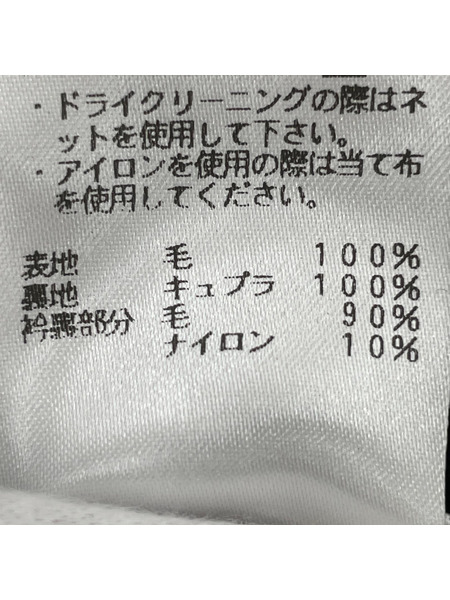 ・ドライクリーニングの際はネ
ットを使用して下さい。
・アイロンを使用の際は当て布
を使用してください。
表地 毛 100%
裏地 キュプラ 100%
衿裏部分 毛 90%
ナイロン 10%